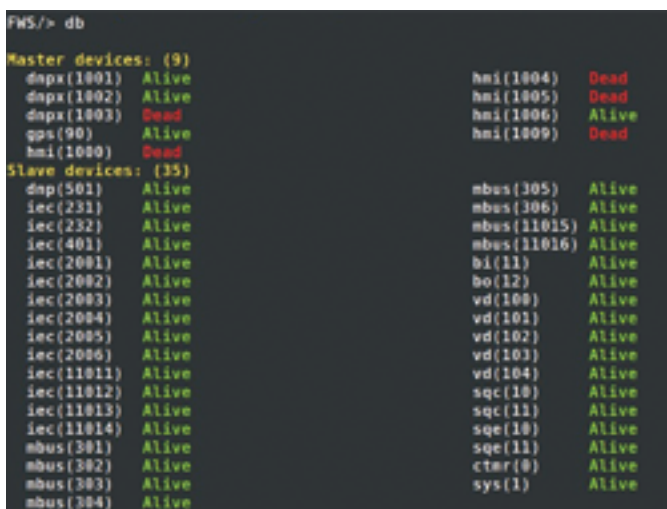 FWS/> db
Master devices: (9)
dnpx(1001) Alive hmi(1004) Dead
dnpx(1002) Alive hmi(1005) Dead
dnpx(1003) Dead hmi(1006) Alive
gps(90) Alive hmi(1009) Dead
hmi(1000) Dead
Slave devices: (35)
dnp(501) Alive mbus(305) Alive
iec(231) Alive mbus(306) Alive
iec(232) Alive mbus(11015) Alive
iec(401) Alive mbus(11016) Alive
iec(2001) Alive bi(11) Alive
iec(2002) Alive bo(12) Alive
iec(2003) Alive vd(100) Alive
iec(2004) Alive vd(101) Alive
iec(2005) Alive vd(102) Alive
iec(2006) Alive vd(103) Alive
iec(11011) Alive vd(104) Alive
iec(11012) Alive sqc(10) Alive
iec(11013) Alive sqc(11) Alive
iec(11014) Alive sqe(10) Alive
mbus(301) Alive sqe(11) Alive
mbus(302) Alive ctmr(0) Alive
mbus(303) Alive sys(1) Alive
mbus(304) Alive